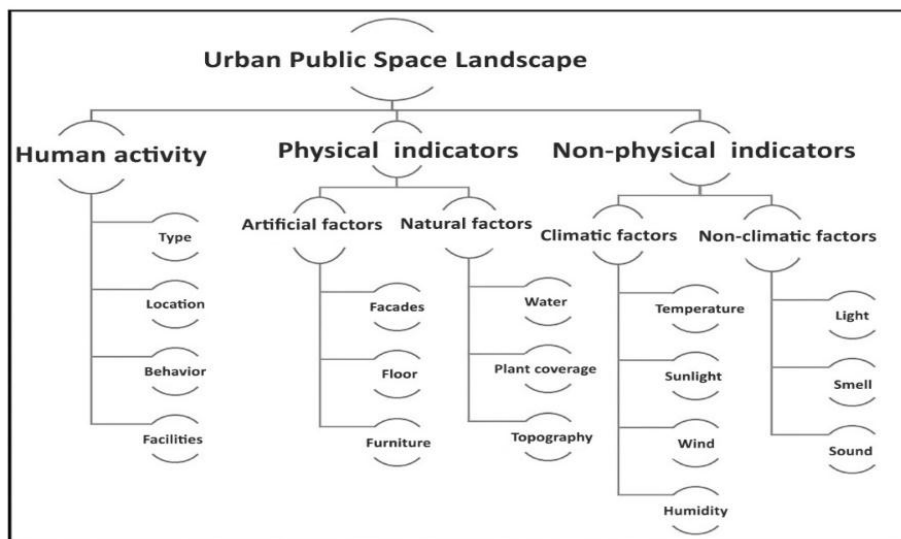 Urban Public Space Landscape
Human activity
Physical indicators
Non-physical indicators
Artificial factors
Natural factors
Climatic factors
Non-climatic factors
Type
Location
Behavior
Facilities
Facades
Floor
Furniture
Water
Plant coverage
Topography
Temperature
Sunlight
Wind
Humidity
Light
Smell
Sound